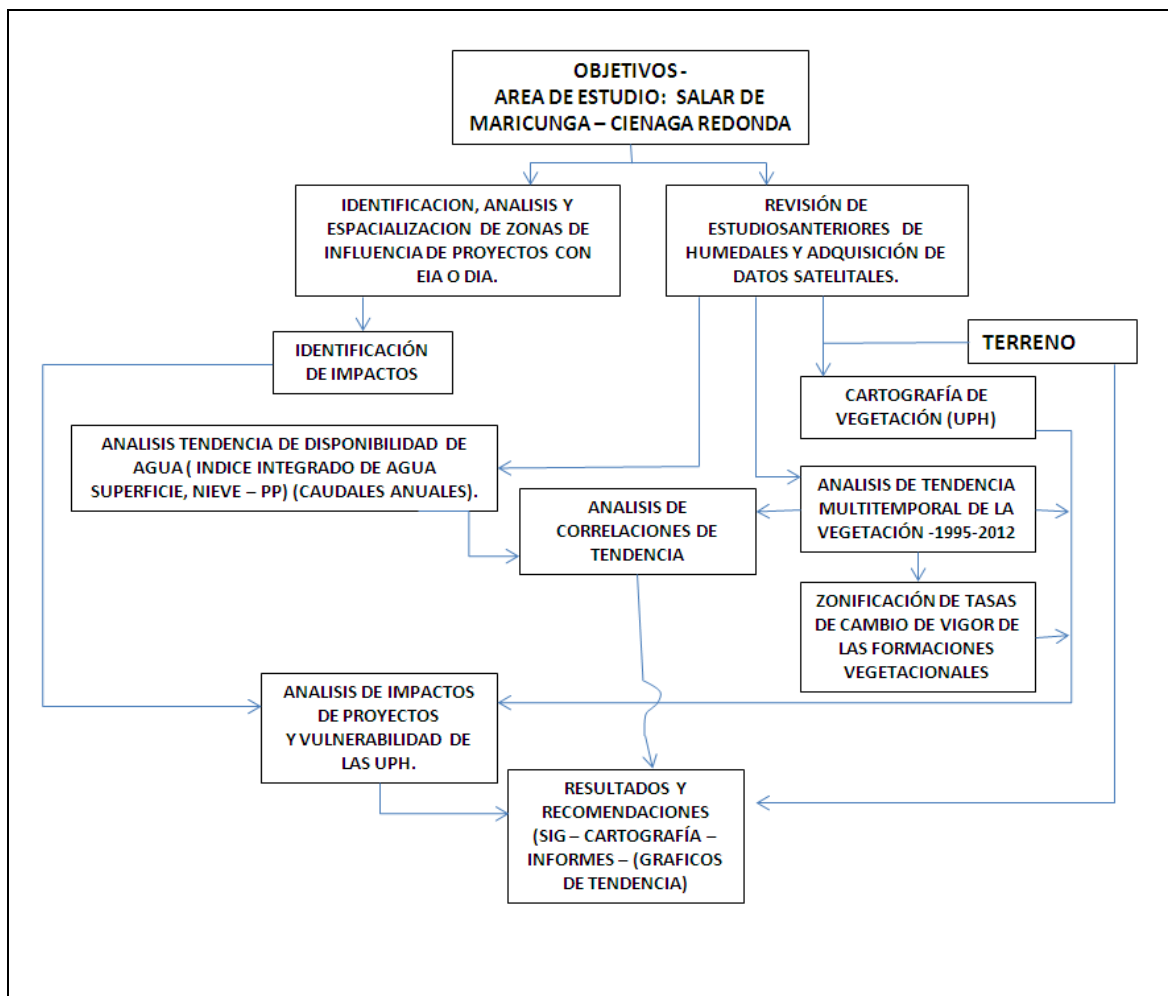 OBJETIVOS -
AREA DE ESTUDIO: SALAR DE
MARICUNGA – CIENAGA REDONDA
IDENTIFICACION, ANALISIS Y
ESPACIALIZACION DE ZONAS DE
INFLUENCIA DE PROYECTOS CON
EIA O DIA.
REVISIÓN DE
ESTUDIOSANTERIORES DE
HUMEDALES Y ADQUISICIÓN DE
DATOS SATELITALES.
TERRENO
IDENTIFICACIÓN
DE IMPACTOS
CARTOGRAFÍA DE
VEGETACIÓN (UPH)
ANALISIS TENDENCIA DE DISPONIBILIDAD DE
AGUA ( INDICE INTEGRADO DE AGUA
SUPERFICIE, NIEVE – PP) (CAUDALES ANUALES).
ANALISIS DE TENDENCIA
MULTITEMPORAL DE LA
VEGETACIÓN -1995-2012
ANALISIS DE
CORRELACIONES DE
TENDENCIA
ZONIFICACIÓN DE TASAS
DE CAMBIO DE VIGOR DE
LAS FORMACIONES
VEGETACIONALES
ANALISIS DE IMPACTOS
DE PROYECTOS
Y VULNERABILIDAD DE
LAS UPH.
RESULTADOS Y
RECOMENDACIONES
(SIG – CARTOGRAFÍA –
INFORMES – (GRAFICOS
DE TENDENCIA)